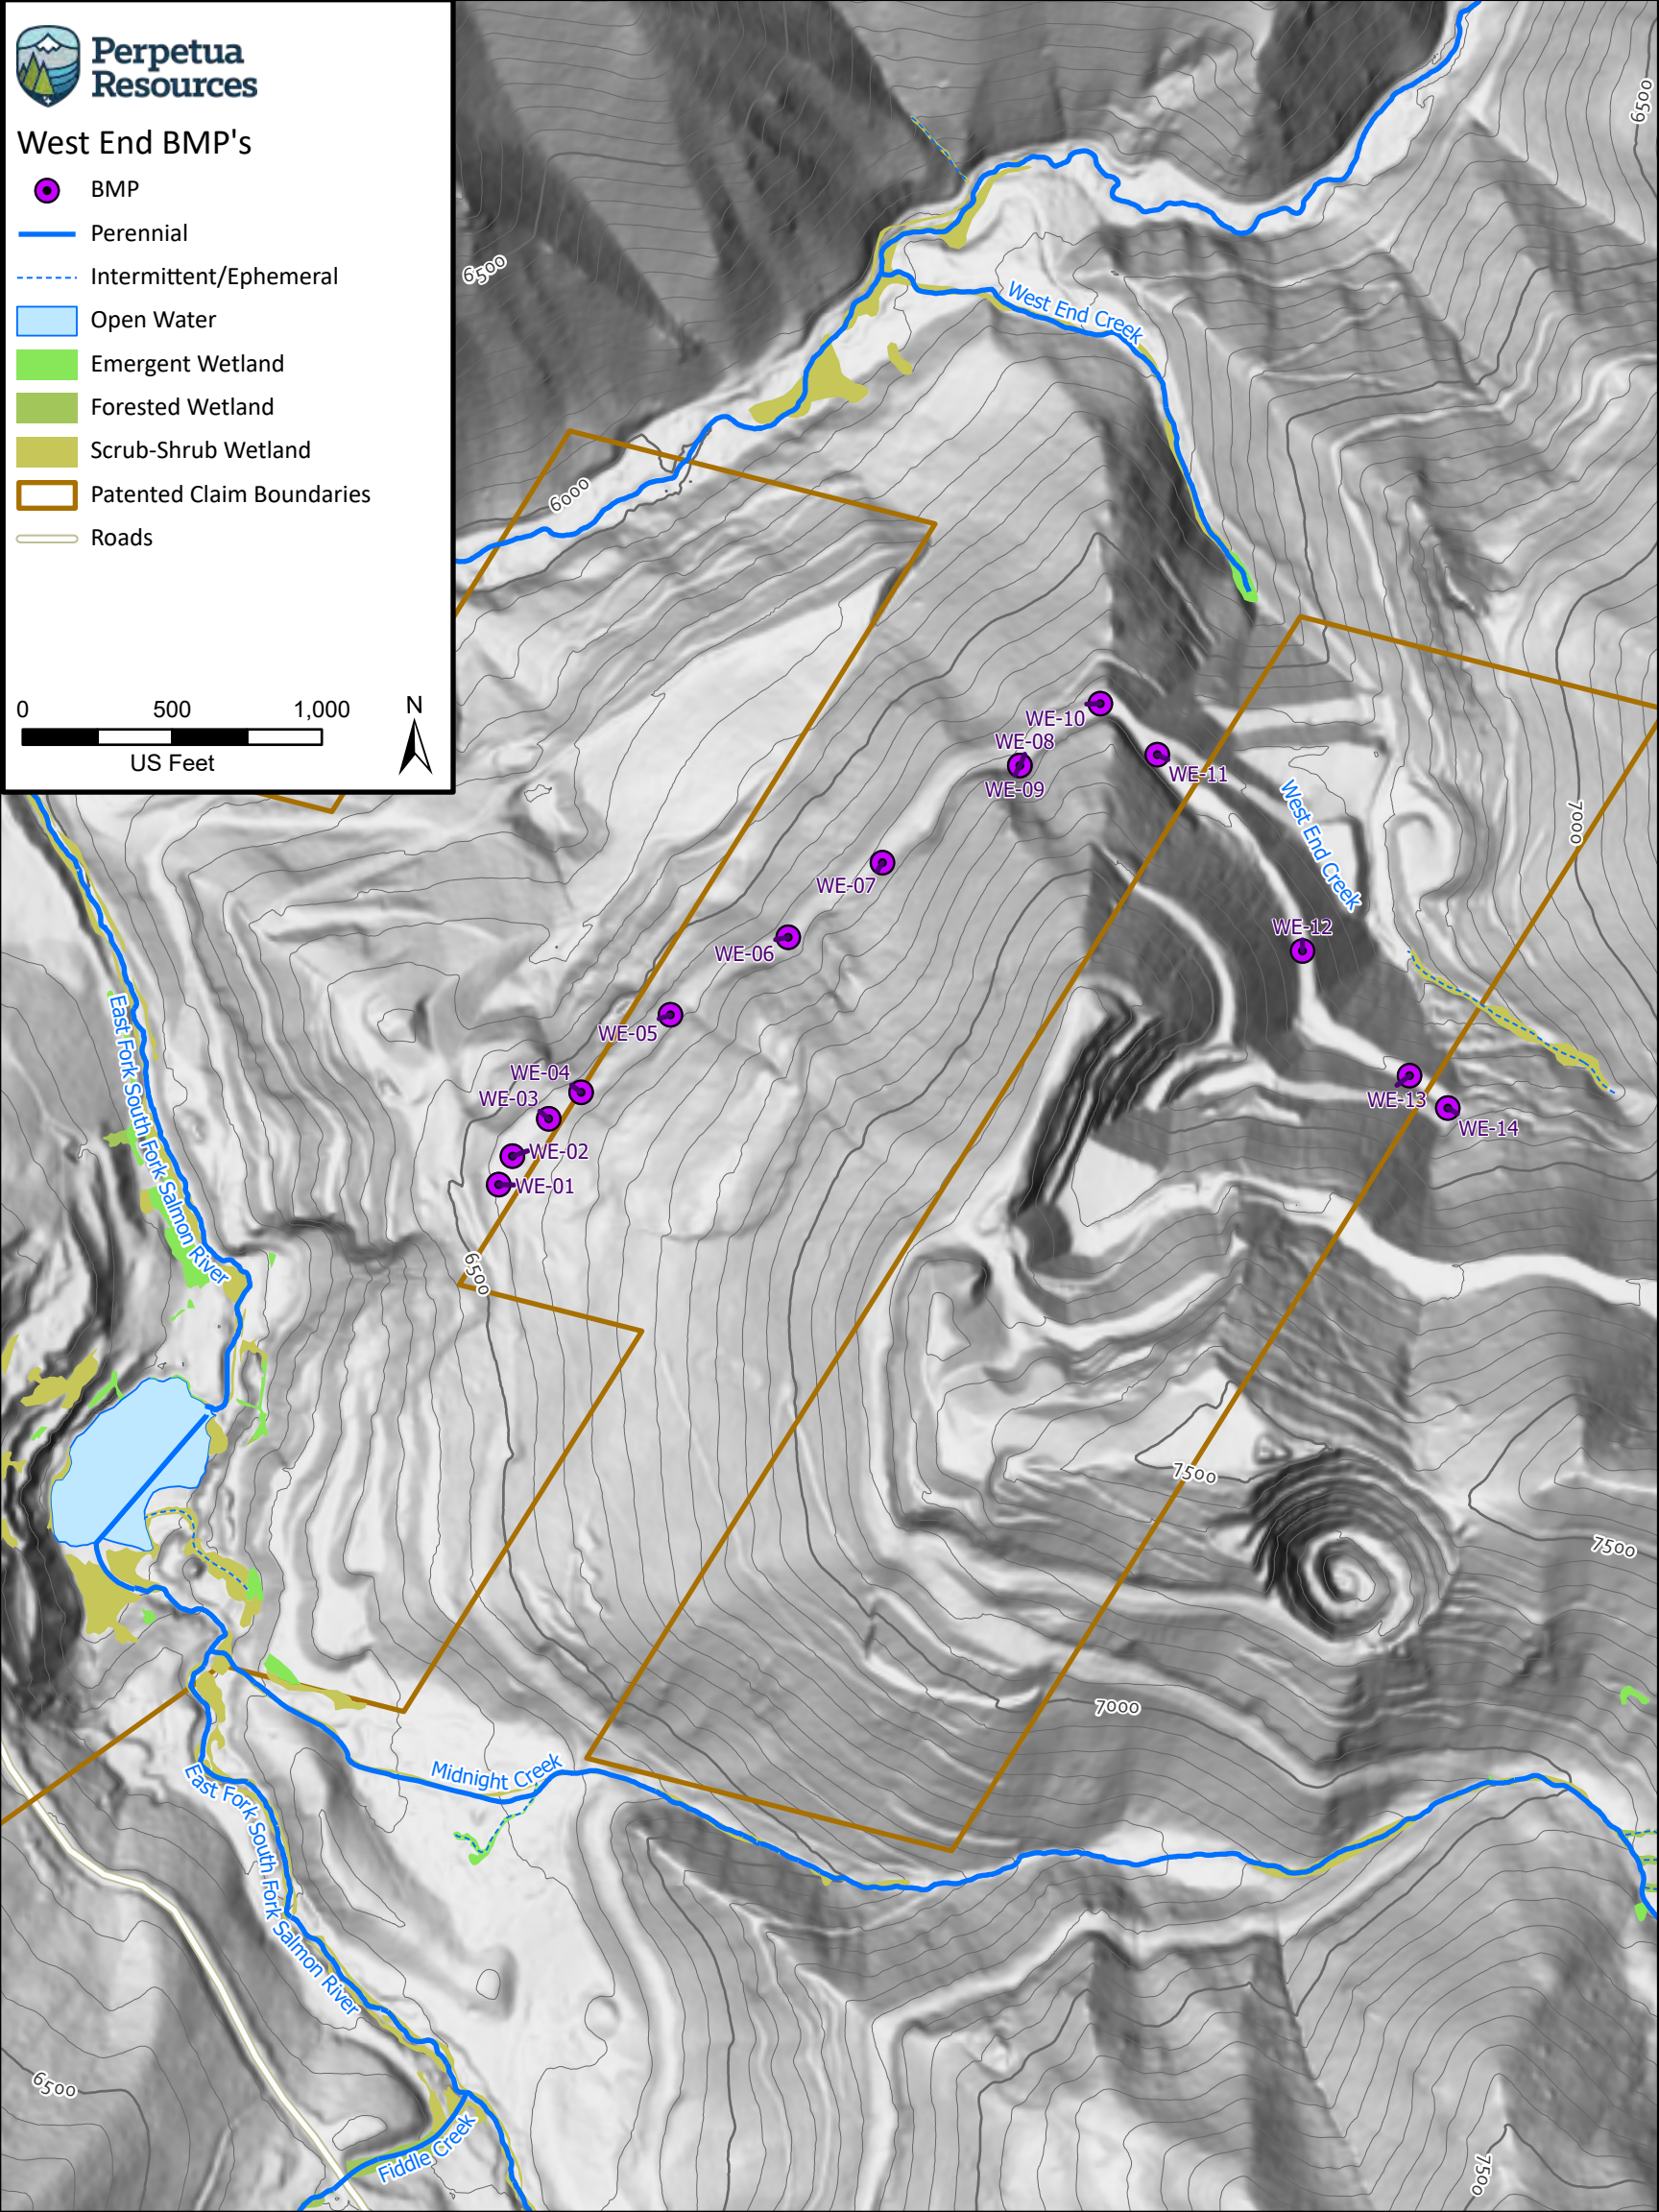 Perpetua
Resources
West End BMP's
BMP
Perennial
Intermittent/Ephemeral
Open Water
Emergent Wetland
Forested Wetland
Scrub-Shrub Wetland
Patented Claim Boundaries
Roads
0 500 1,000
US Feet
N
6500
6500
West End Creek
6000
WE-10
WE-08
WE-09
WE-11
West End Creek
7000
WE-07
WE-12
WE-06
WE-05
East Fork South Fork Salmon River
WE-04
WE-03
WE-13
WE-14
WE-02
WE-01
6500
7500
7500
7000
Midnight Creek
East Fork South Fork Salmon River
6500
Fiddle Creek
7500